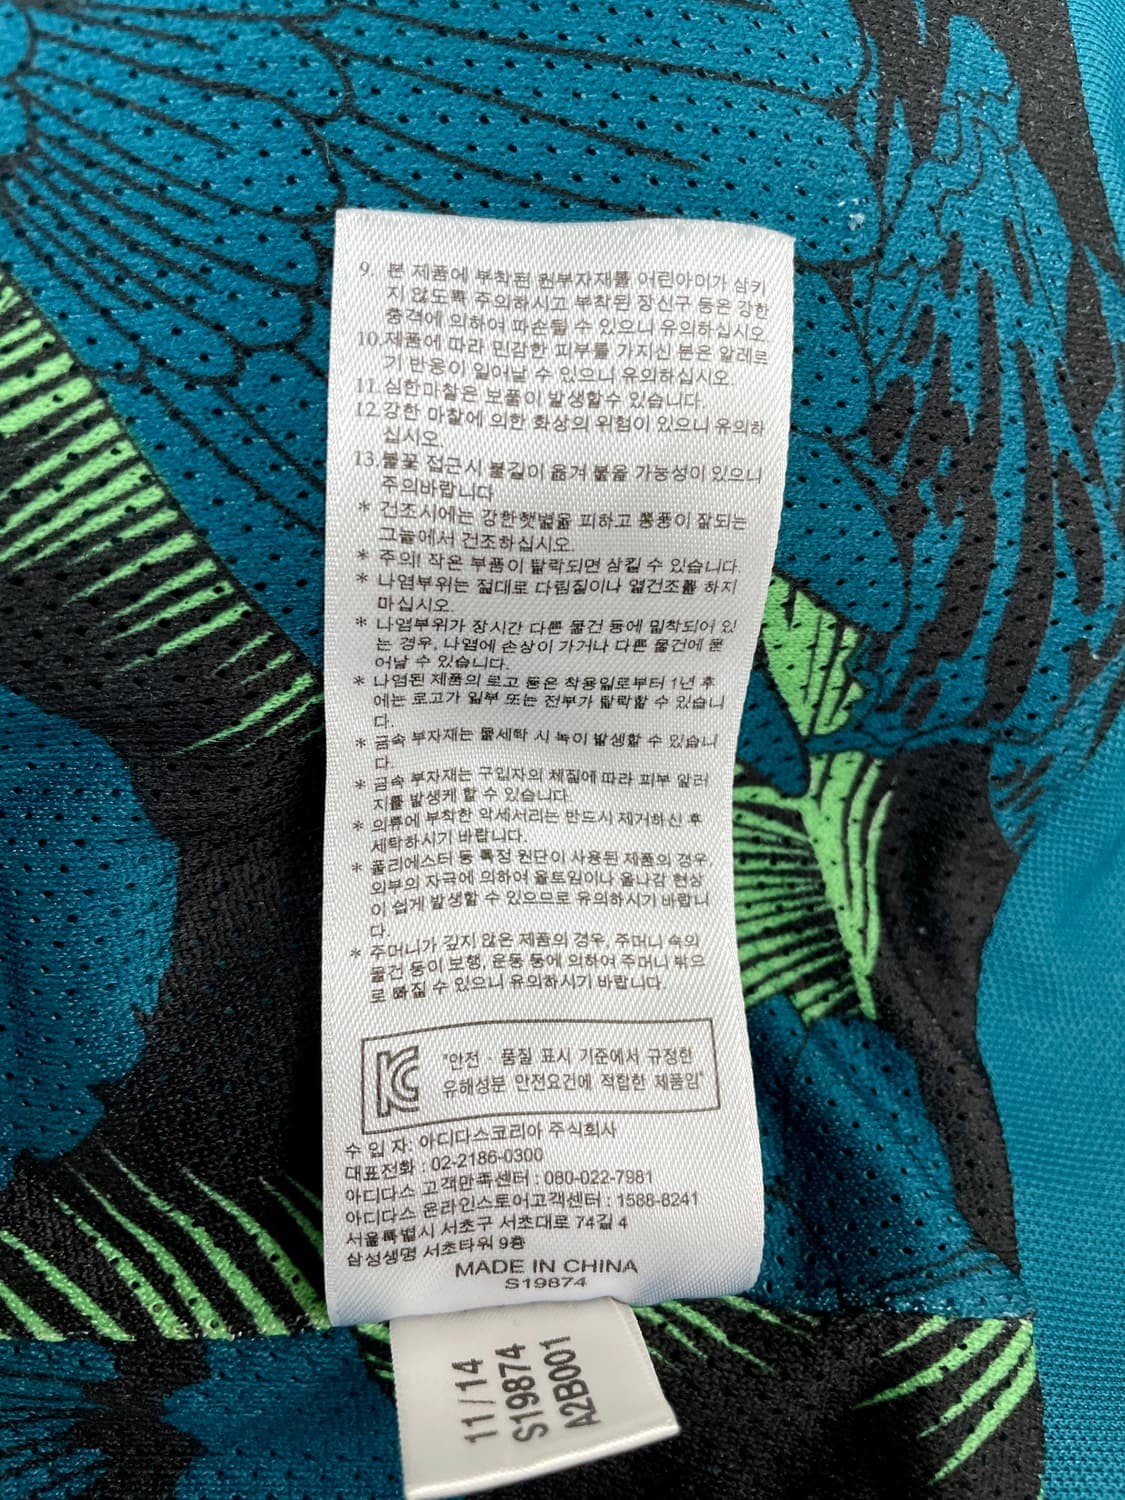 9. 본 제품에 부착된 원부자재를 어린아이가 삼키
지 않도록 주의하시고 부착된 장신구 등은 강한
충격에 의하여 파손될 수 있으니 유의하십시오
10.제품에 따라 민감한 피부를 가지신 분은 알레르
기 반응이 일어날 수 있으니 유의하십시오.
11.심한마찰은 보풀이 발생할수 있습니다
12.강한 마찰에 의한 화상의 위험이 있으니 유의하
십시오
13.불꽃 접근시 불길이 옮겨 붙을 가능성이 있으니
주의바랍니다
* 건조시에는 강한햇볕을 피하고 통풍이 잘되는
그늘에서 건조하십시오.
* 주의! 작은 부품이 탈락되면 삼킬 수 있습니다.
* 나염부위는 절대로 다림질이나 열건조를 하지
마십시오.
* 나염부위가 장시간 다른 물건 등에 밀착되어 있
는 경우, 나염에 손상이 가거나 다른 물건에 묻
어날 수 있습니다.
* 나염된 제품의 로고 등은 착용일로부터 1년 후
에는 로고가 일부 또는 전부가 탈락할 수 있습니
다.
* 금속 부자재는 물세탁 시 녹이 발생할 수 있습니
다.
* 금속 부자재는 구입자의 체질에 따라 피부 알러
지를 발생케 할 수 있습니다.
* 의류에 부착한 악세서리는 반드시 제거하신 후
세탁하시기 바랍니다.
* 폴리에스터 등 특정 원단이 사용된 제품의 경우,
외부의 자극에 의하여 올트임이나 올나감 현상
이 쉽게 발생할 수 있으므로 유의하시기 바랍니
다.
* 주머니가 깊지 않은 제품의 경우, 주머니 속의
물건 등이 보행, 운동 등에 의하여 주머니 밖으
로 빠질 수 있으니 유의하시기 바랍니다.
KC "안전 · 품질 표시 기준에서 규정한
유해성분 안전요건에 적합한 제품임"
수 입 자: 아디다스코리아 주식회사
대표전화 : 02-2186-0300
아디다스 고객만족센터 : 080-022-7981
아디다스 온라인스토어고객센터 : 1588-8241
서울특별시 서초구 서초대로 74길 4
삼성생명 서초타워 9층
MADE IN CHINA
S19874
11/14
S19874
A2B001